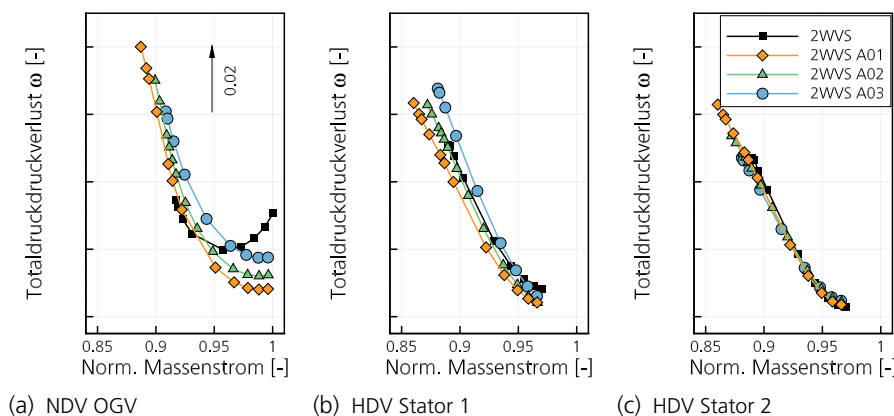 Totaldruckdruckverlust ω [-]
0.02
0.85 0.9 0.95 1
Norm. Massenstrom [-]
(a) NDV OGV
Totaldruckdruckverlust ω [-]
0.85 0.9 0.95 1
Norm. Massenstrom [-]
(b) HDV Stator 1
Totaldruckdruckverlust ω [-]
2WVS
2WVS A01
2WVS A02
2WVS A03
0.85 0.9 0.95 1
Norm. Massenstrom [-]
(c) HDV Stator 2